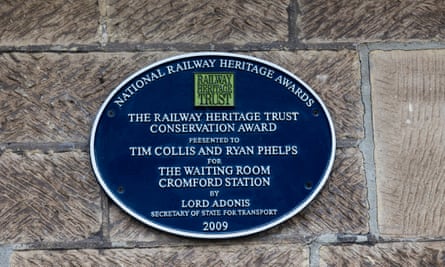 NATIONAL RAILWAY HERITAGE AWARDS
RAILWAY
HERITAGE
TRUST
THE RAILWAY HERITAGE TRUST
CONSERVATION AWARD
PRESENTED TO
TIM COLLIS AND RYAN PHELPS
FOR
THE WAITING ROOM
CROMFORD STATION
BY
LORD ADONIS
SECRETARY OF STATE FOR TRANSPORT
2009